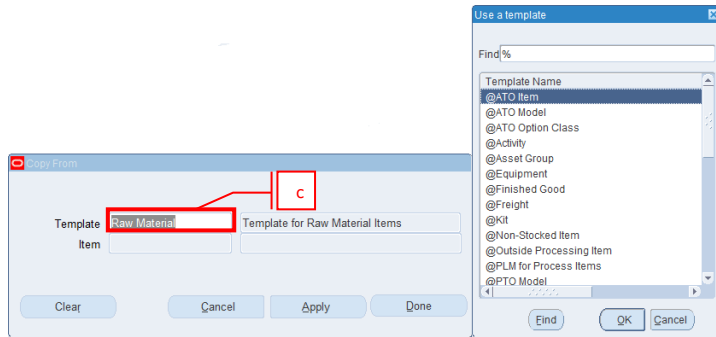 Use a template
Find %
Template Name
@ATO Item
@ATO Model
@ATO Option Class
@Activity
@Asset Group
@Equipment
@Finished Good
@Freight
@Kit
@Non-Stocked Item
@Outside Processing Item
@PLM for Process Items
@PTO Model
Find OK Cancel
Copy From
c
Template Raw Material Template for Raw Material Items
Item
Clear Cancel Apply Done